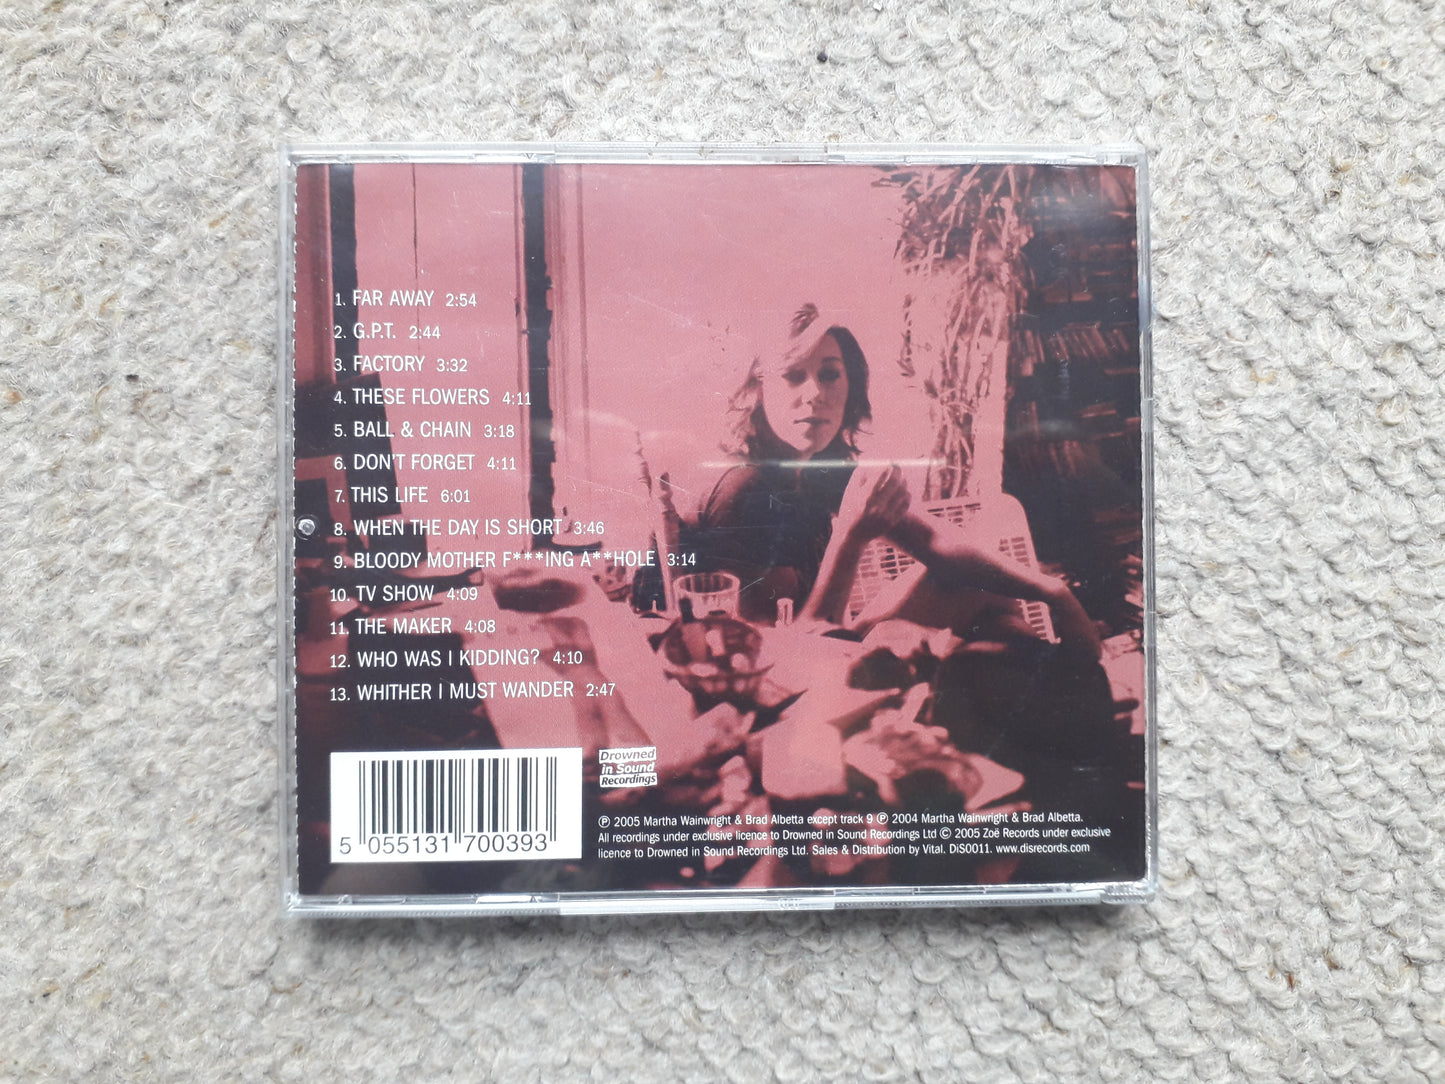 1. FAR AWAY 2:54
2. G.P.T. 2:44
3. FACTORY 3:32
4. THESE FLOWERS 4:11
5. BALL & CHAIN 3:18
6. DON'T FORGET 4:11
7. THIS LIFE 6:01
8. WHEN THE DAY IS SHORT 3:46
9. BLOODY MOTHER F***ING A**HOLE 3:14
10. TV SHOW 4:09
11. THE MAKER 4:08
12. WHO WAS I KIDDING? 4:10
13. WHITHER I MUST WANDER 2:47
Drowned
in Sound
Recordings
5 055131 700393
℗ 2005 Martha Wainwright & Brad Albetta except track 9 ℗ 2004 Martha Wainwright & Brad Albetta.
All recordings under exclusive licence to Drowned in Sound Recordings Ltd © 2005 Zoë Records under exclusive
licence to Drowned in Sound Recordings Ltd. Sales & Distribution by Vital. DiS0011. www.disrecords.com